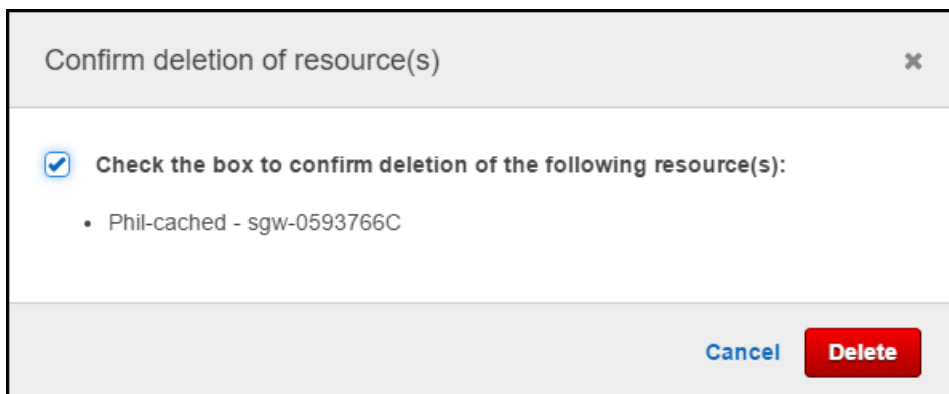 Confirm deletion of resource(s)
Check the box to confirm deletion of the following resource(s):
• Phil-cached - sgw-0593766C
Cancel
Delete